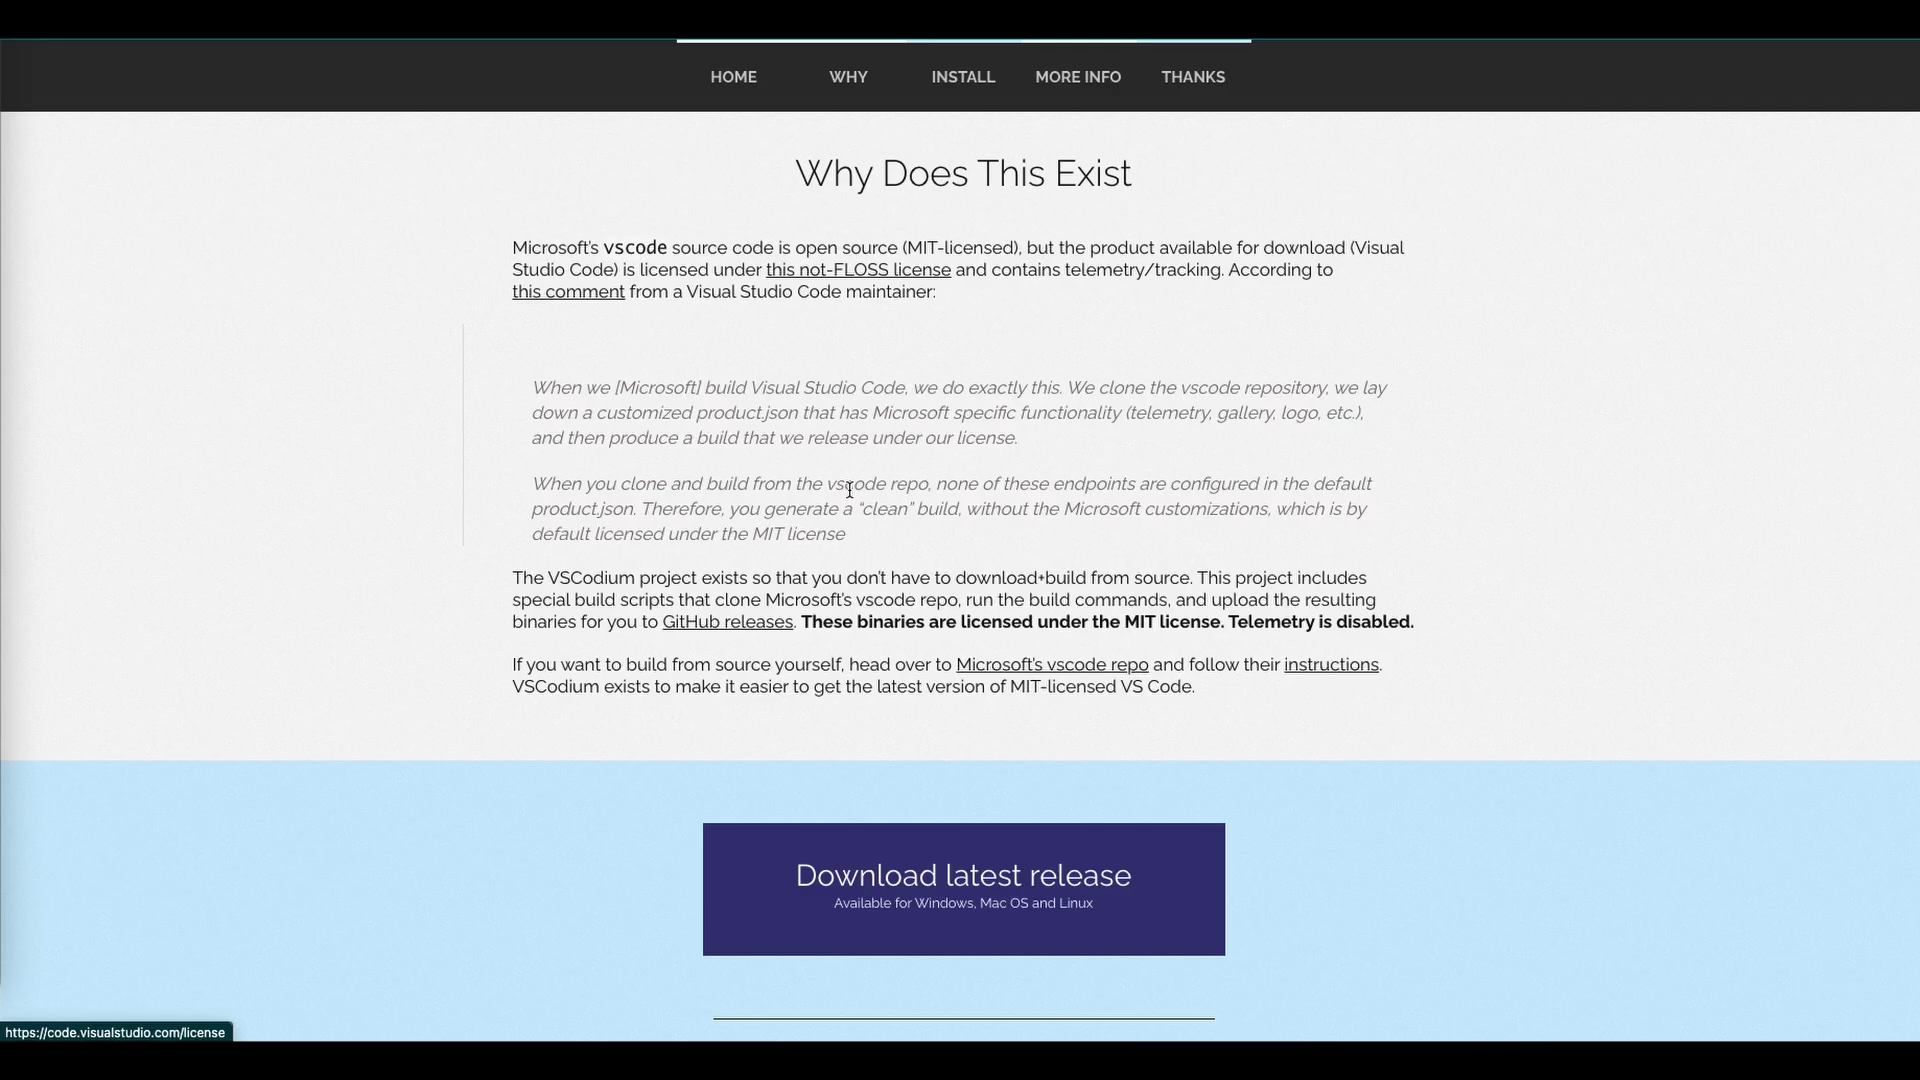 HOME WHY INSTALL MORE INFO THANKS
Why Does This Exist
Microsoft's vscode source code is open source (MIT-licensed), but the product available for download (Visual
Studio Code) is licensed under this not-FLOSS license and contains telemetry/tracking. According to
this comment from a Visual Studio Code maintainer:
When we [Microsoft] build Visual Studio Code, we do exactly this. We clone the vscode repository, we lay
down a customized product.json that has Microsoft specific functionality (telemetry, gallery, logo, etc.),
and then produce a build that we release under our license.
When you clone and build from the vscode repo, none of these endpoints are configured in the default
product.json. Therefore, you generate a “clean” build, without the Microsoft customizations, which is by
default licensed under the MIT license
The VSCodium project exists so that you don't have to download+build from source. This project includes
special build scripts that clone Microsoft's vscode repo, run the build commands, and upload the resulting
binaries for you to GitHub releases. These binaries are licensed under the MIT license. Telemetry is disabled.
If you want to build from source yourself, head over to Microsoft's vscode repo and follow their instructions.
VSCodium exists to make it easier to get the latest version of MIT-licensed VS Code.
Download latest release
Available for Windows, Mac OS and Linux
https://code.visualstudio.com/license